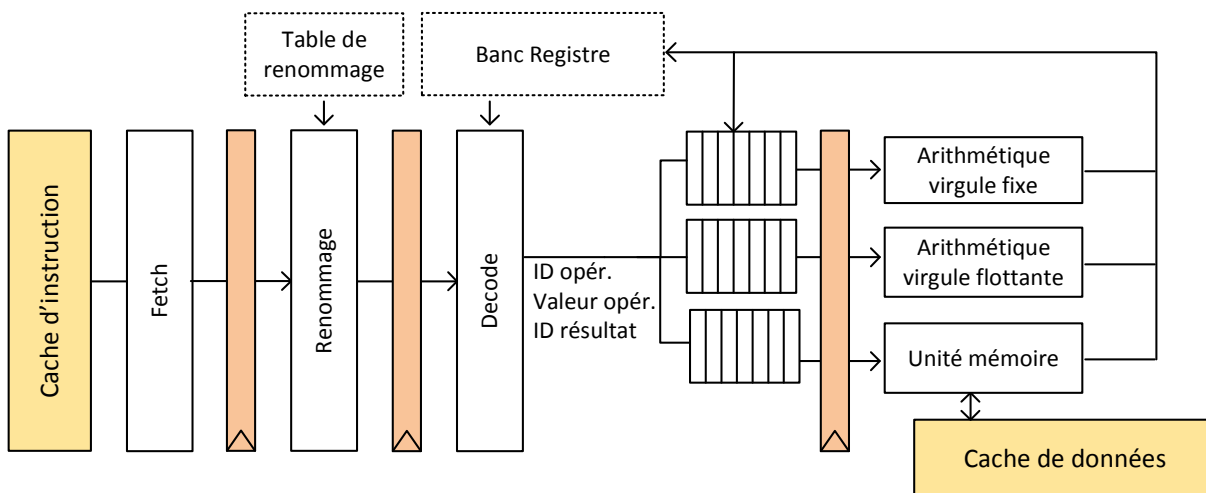 Table de
renommage
Banc Registre
Cache d'instruction
Fetch
Renommage
Decode
ID opér.
Valeur opér.
ID résultat
Arithmétique
virgule fixe
Arithmétique
virgule flottante
Unité mémoire
Cache de données